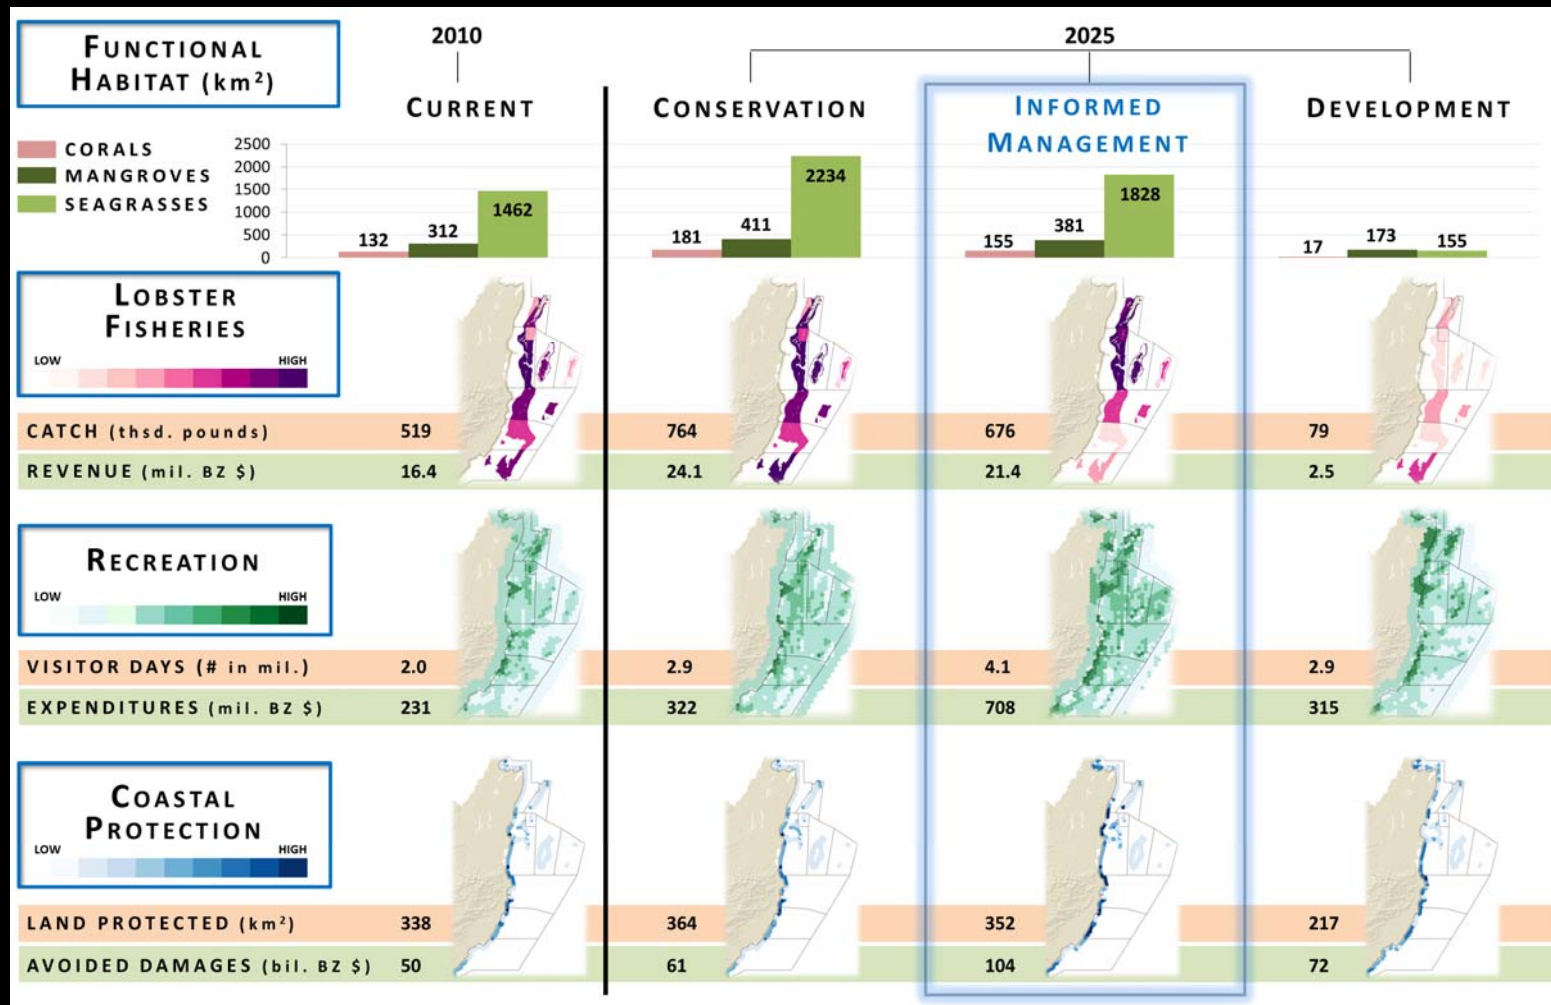 FUNCTIONAL
HABITAT (km²)
2010
2025
CURRENT
CONSERVATION
INFORMED
MANAGEMENT
DEVELOPMENT
CORALS
MANGROVES
SEAGRASSES
2500
2000
1500
1000
500
0
132
312
1462
181
411
2234
155
381
1828
17
173
155
LOBSTER
FISHERIES
LOW HIGH
CATCH (thsd. pounds) 519 764 676 79
REVENUE (mil. BZ $) 16.4 24.1 21.4 2.5
RECREATION
LOW HIGH
VISITOR DAYS (# in mil.) 2.0 2.9 4.1 2.9
EXPENDITURES (mil. BZ $) 231 322 708 315
COASTAL
PROTECTION
LOW HIGH
LAND PROTECTED (km²) 338 364 352 217
AVOIDED DAMAGES (bil. BZ $) 50 61 104 72